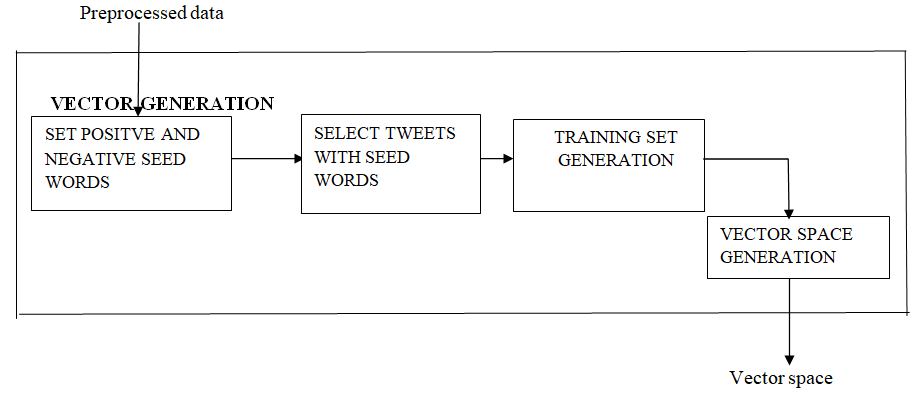 Preprocessed data
VECTOR GENERATION
SET POSITVE AND
NEGATIVE SEED
WORDS
SELECT TWEETS
WITH SEED
WORDS
TRAINING SET
GENERATION
VECTOR SPACE
GENERATION
Vector space